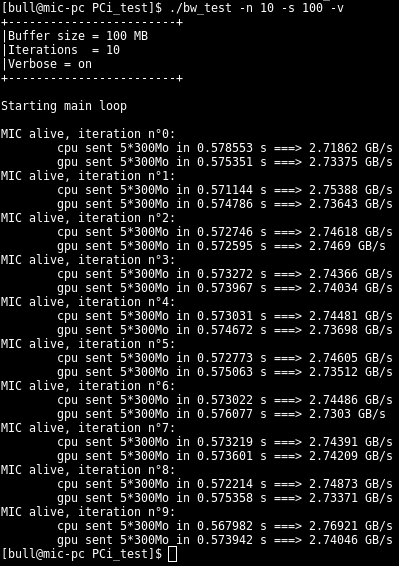 [bull@mic-pc PCi_test]$ ./bw_test -n 10 -s 100 -v
+------------------------+
|Buffer size = 100 MB
|Iterations  = 10
|Verbose = on
+------------------------+
Starting main loop
MIC alive, iteration n°0:
cpu sent 5*300Mo in 0.578553 s ===> 2.71862 GB/s
gpu sent 5*300Mo in 0.575351 s ===> 2.73375 GB/s
MIC alive, iteration n°1:
cpu sent 5*300Mo in 0.571144 s ===> 2.75388 GB/s
gpu sent 5*300Mo in 0.574786 s ===> 2.73643 GB/s
MIC alive, iteration n°2:
cpu sent 5*300Mo in 0.572746 s ===> 2.74618 GB/s
gpu sent 5*300Mo in 0.572595 s ===> 2.7469 GB/s
MIC alive, iteration n°3:
cpu sent 5*300Mo in 0.573272 s ===> 2.74366 GB/s
gpu sent 5*300Mo in 0.573967 s ===> 2.74034 GB/s
MIC alive, iteration n°4:
cpu sent 5*300Mo in 0.573031 s ===> 2.74481 GB/s
gpu sent 5*300Mo in 0.574672 s ===> 2.73698 GB/s
MIC alive, iteration n°5:
cpu sent 5*300Mo in 0.572773 s ===> 2.74605 GB/s
gpu sent 5*300Mo in 0.575063 s ===> 2.73512 GB/s
MIC alive, iteration n°6:
cpu sent 5*300Mo in 0.573022 s ===> 2.74486 GB/s
gpu sent 5*300Mo in 0.576077 s ===> 2.7303 GB/s
MIC alive, iteration n°7:
cpu sent 5*300Mo in 0.573219 s ===> 2.74391 GB/s
gpu sent 5*300Mo in 0.573601 s ===> 2.74209 GB/s
MIC alive, iteration n°8:
cpu sent 5*300Mo in 0.572214 s ===> 2.74873 GB/s
gpu sent 5*300Mo in 0.575358 s ===> 2.73371 GB/s
MIC alive, iteration n°9:
cpu sent 5*300Mo in 0.567982 s ===> 2.76921 GB/s
gpu sent 5*300Mo in 0.573942 s ===> 2.74046 GB/s
[bull@mic-pc PCi_test]$